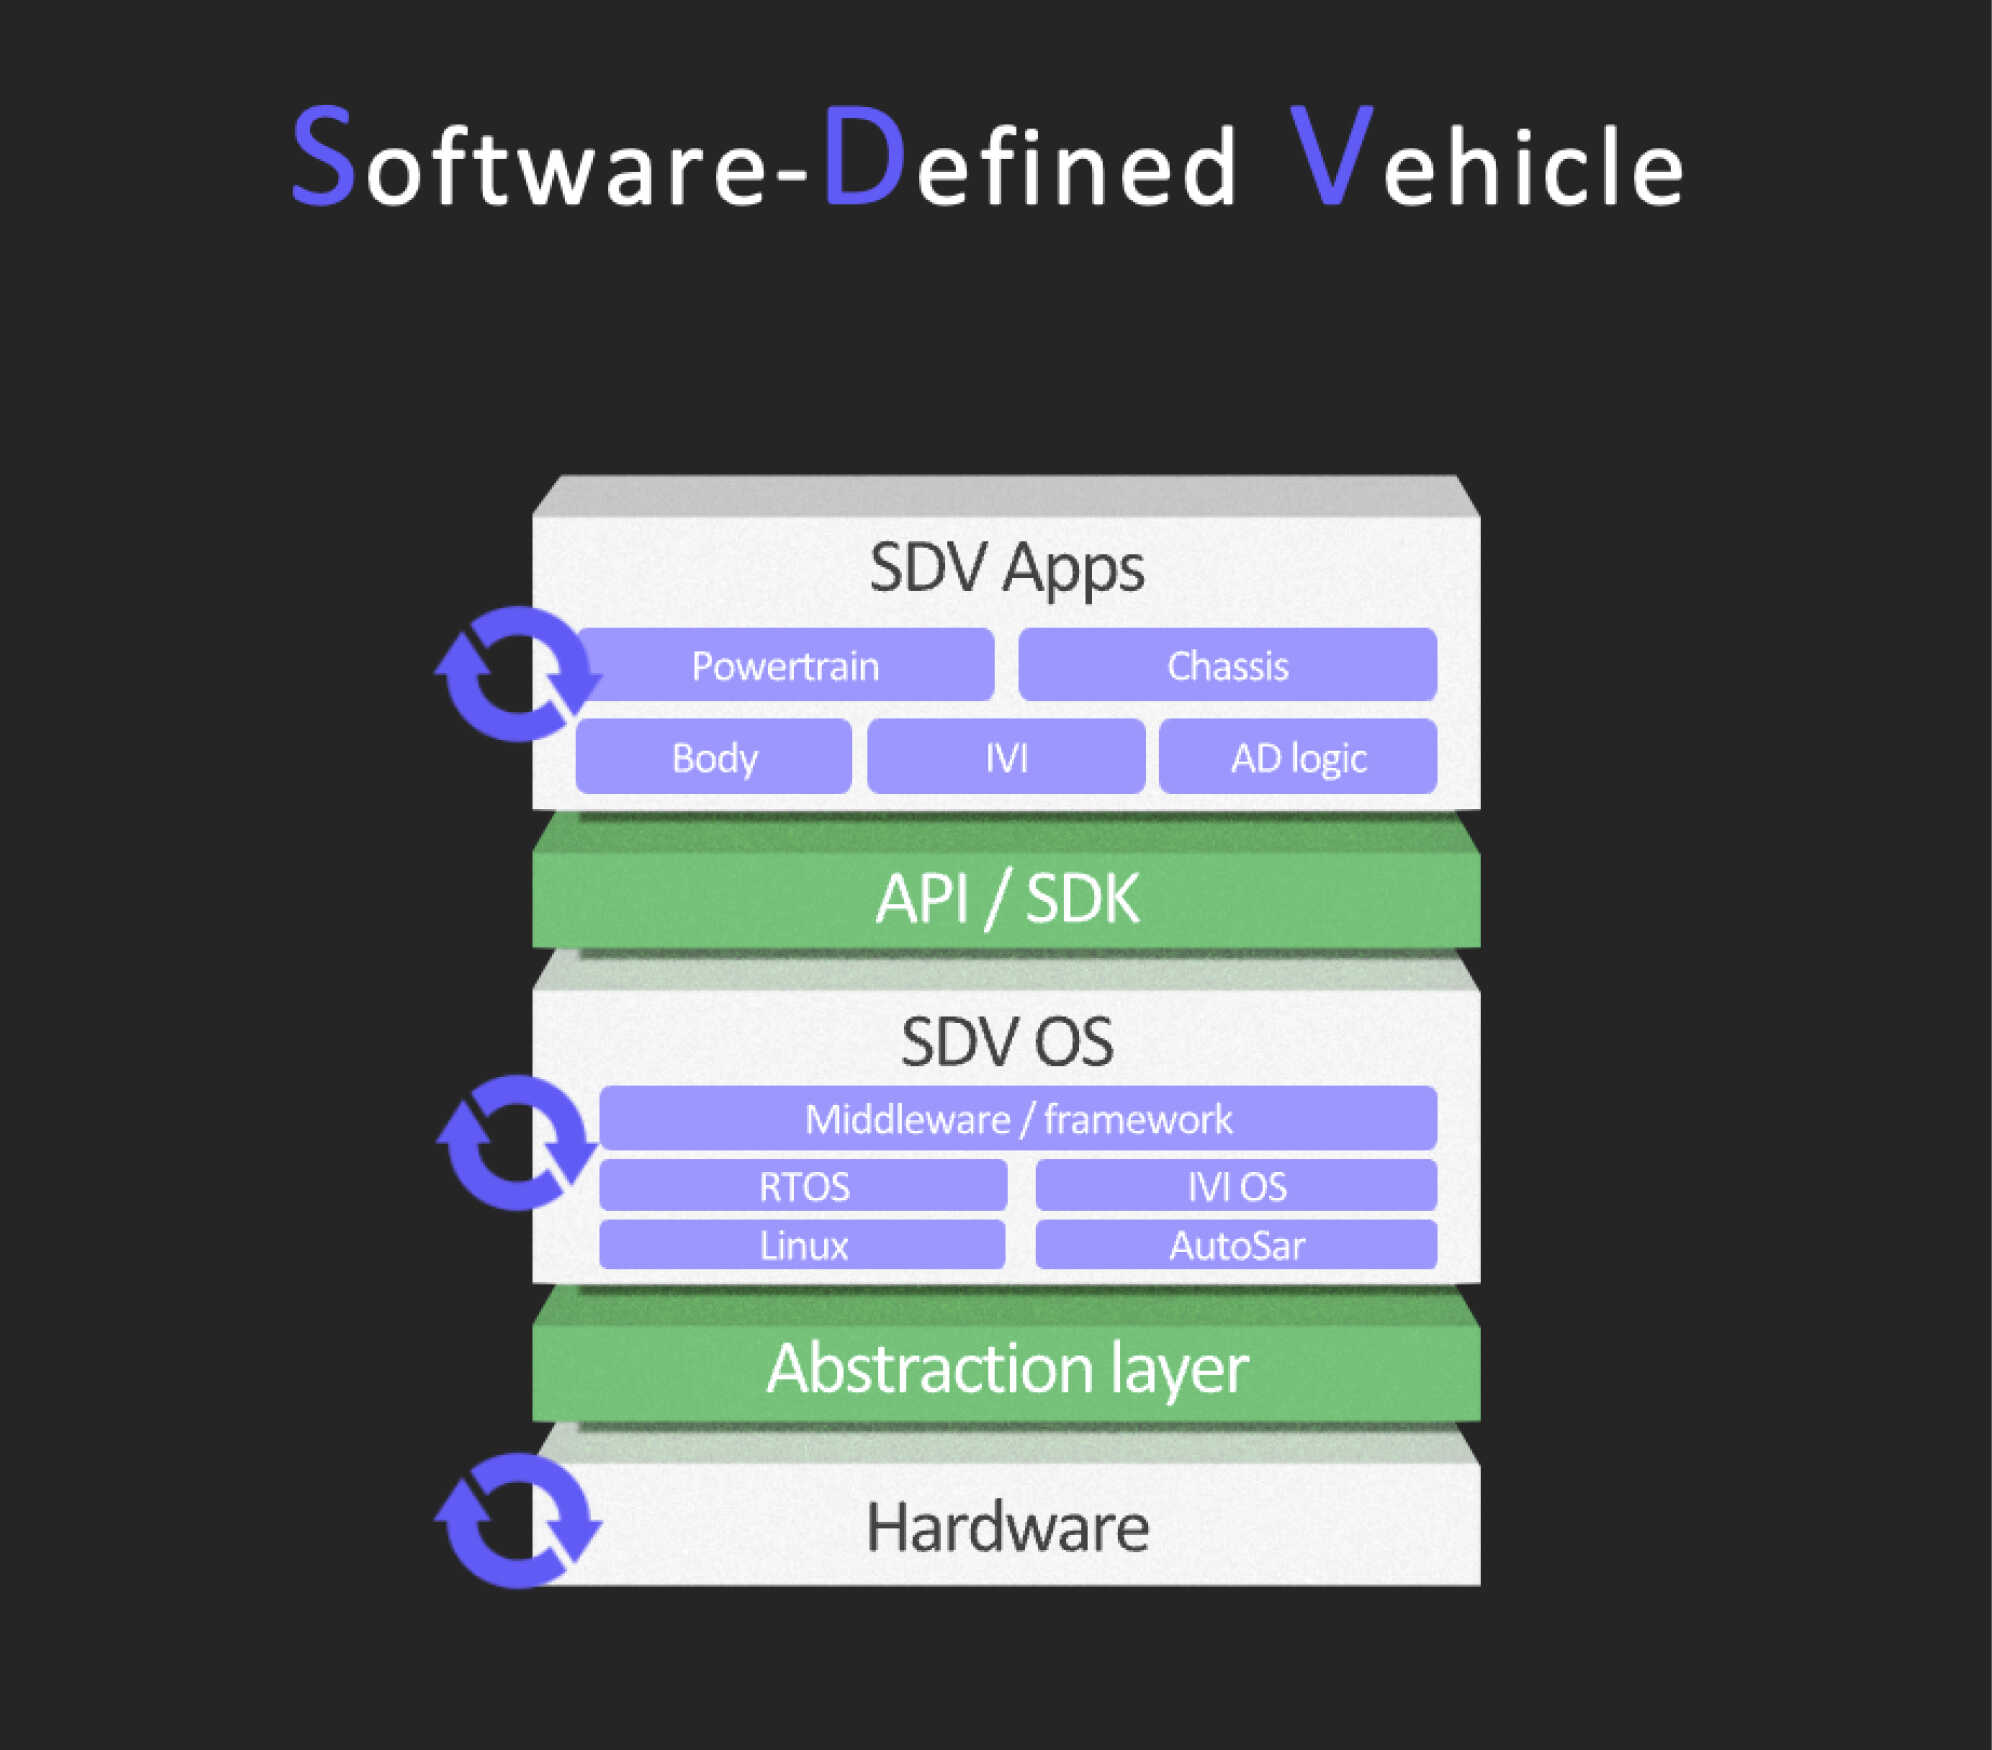 Software-Defined Vehicle
SDV Apps
Powertrain
Chassis
Body
IVI
AD logic
API / SDK
SDV OS
Middleware / framework
RTOS
IVI OS
Linux
AutoSar
Abstraction layer
Hardware